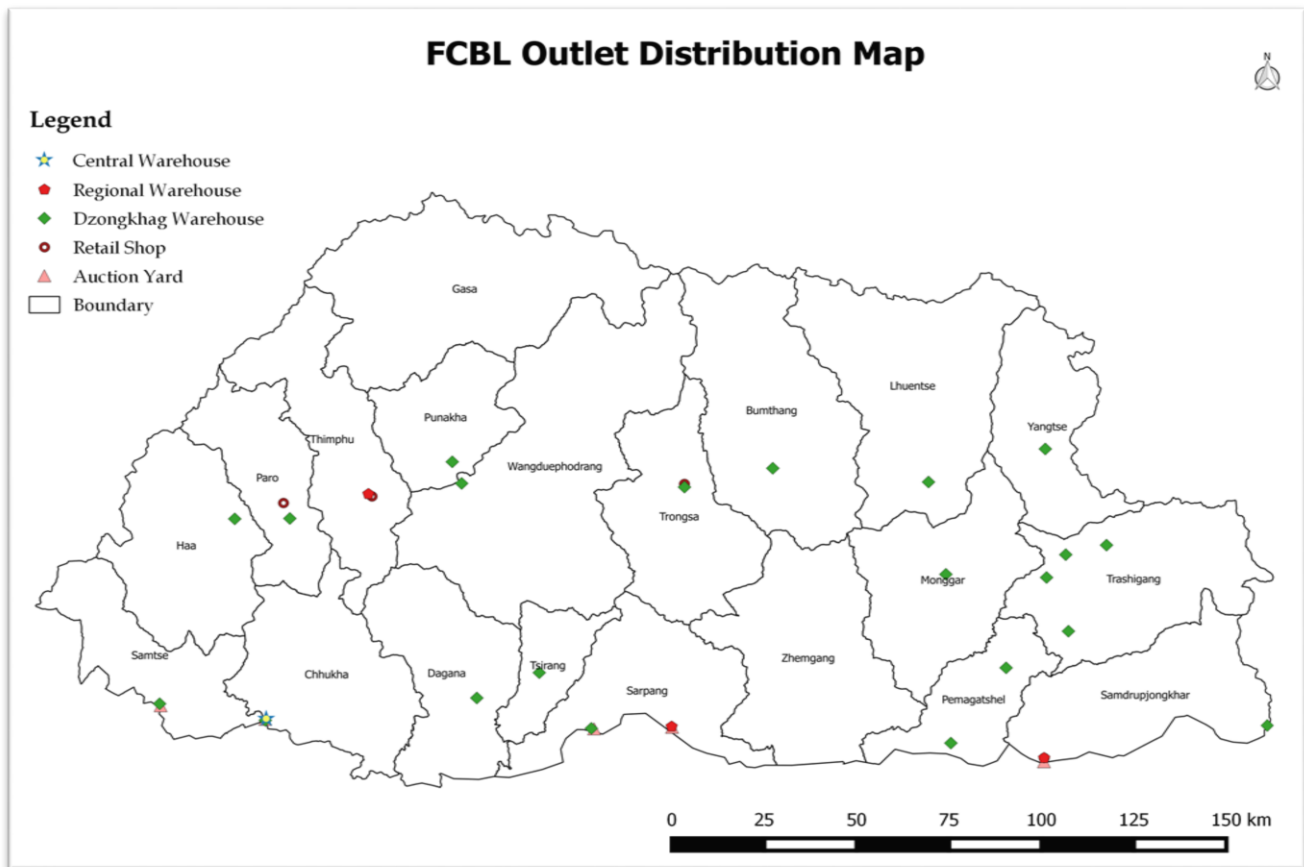 FCBL Outlet Distribution Map
N
Legend
Central Warehouse
Regional Warehouse
Dzongkhag Warehouse
Retail Shop
Auction Yard
Boundary
Gasa
Lhuentse
Bumthang
Punakha
Yangtse
Thimphu
Wangduephodrang
Paro
Trongsa
Haa
Monggar
Trashigang
Samtse
Zhemgang
Tsirang
Chhukha
Dagana
Sarpang
Samdrupjongkhar
Pemagatshel
0 25 50 75 100 125 150 km